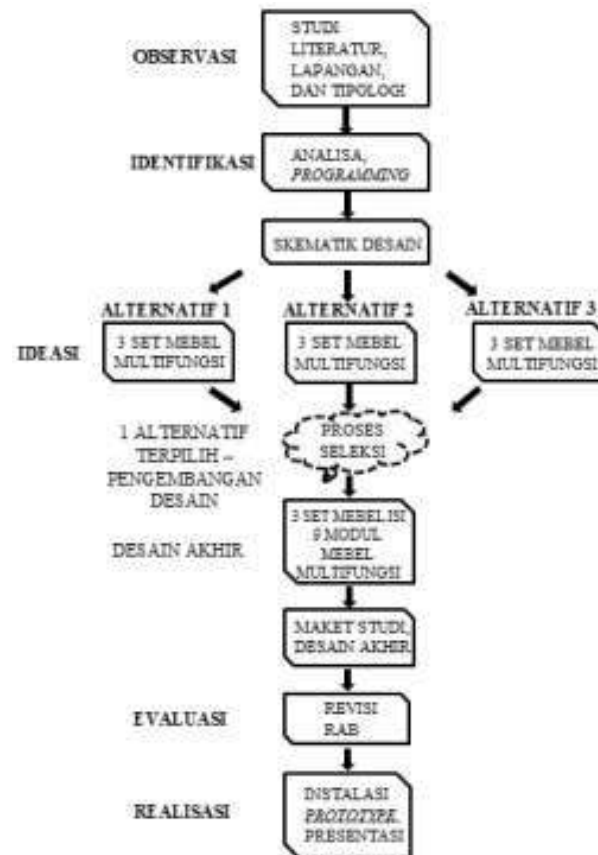 OBSERVASI
STUDI
LITERATUR,
LAPANGAN,
DAN TIPOLOGI
IDENTIFIKASI
ANALISA,
PROGRAMMING
SKEMATIK DESAIN
IDEASI
ALTERNATIF 1
3 SET MEBEL
MULTIFUNGSI
ALTERNATIF 2
3 SET MEBEL
MULTIFUNGSI
ALTERNATIF 3
3 SET MEBEL
MULTIFUNGSI
1 ALTERNATIF
TERPILIH –
PENGEMBANGAN
DESAIN
PROSES
SELEKSI
DESAIN AKHIR
3 SET MEBEL ISI
9 MODUL
MEBEL
MULTIFUNGSI
MAKET STUDI,
DESAIN AKHIR
EVALUASI
REVISI
RAB
REALISASI
INSTALASI
PROTOTYPE,
PRESENTASI